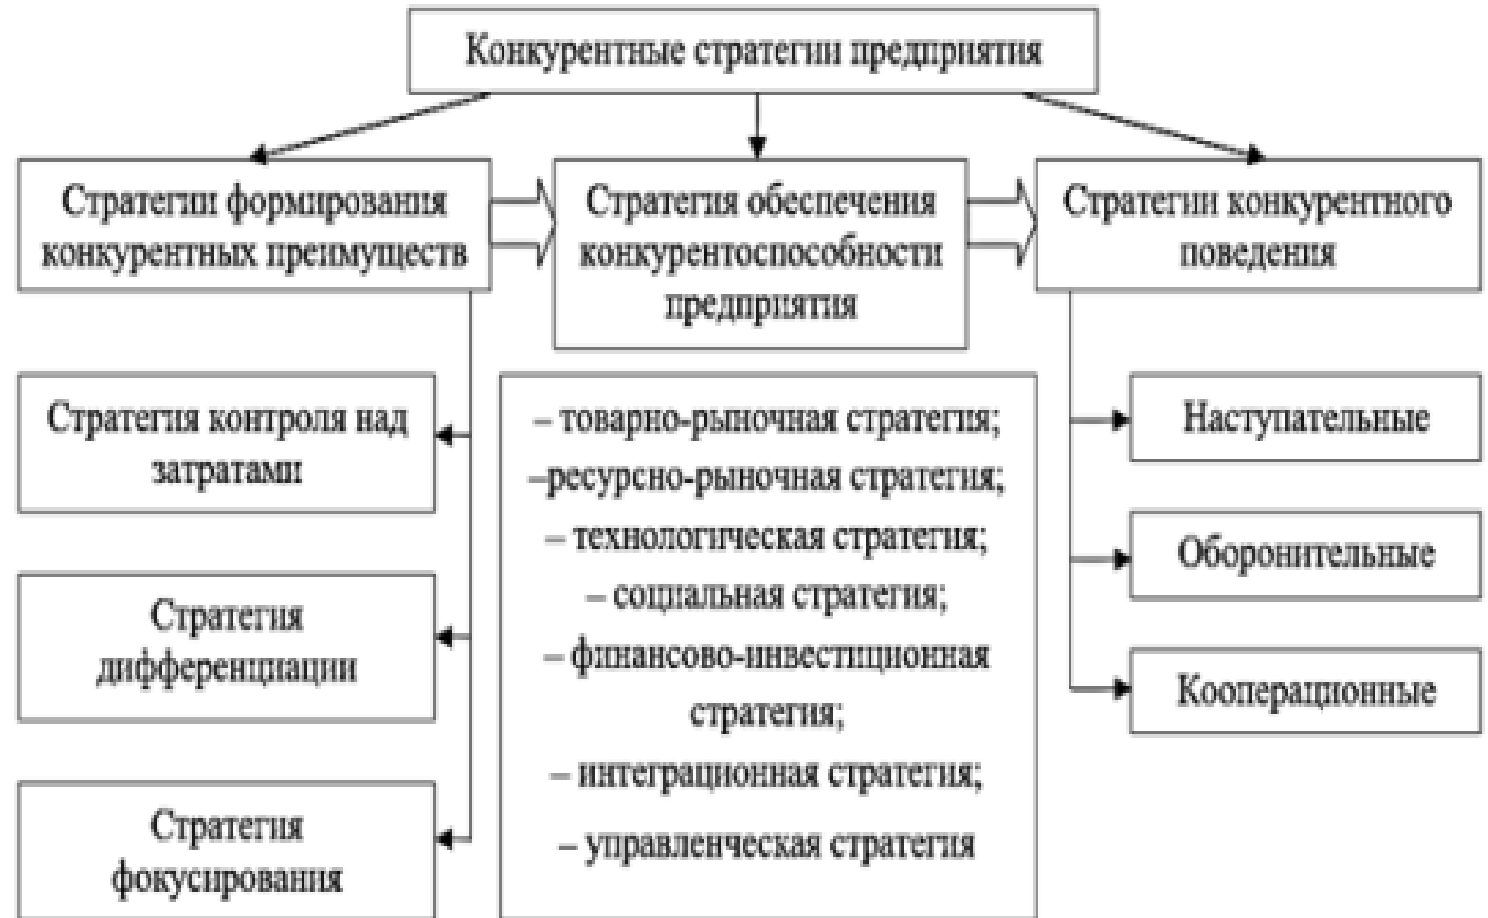 Конкурентные стратегии предприятия
Стратегии формирования
конкурентных преимуществ
Стратегия обеспечения
конкурентоспособности
предприятия
Стратегии конкурентного
поведения
Стратегия контроля над
затратами
Стратегия
дифференциации
Стратегия
фокусирования
– товарно-рыночная стратегия;
–ресурсно-рыночная стратегия;
– технологическая стратегия;
– социальная стратегия;
– финансово-инвестиционная
стратегия;
– интеграционная стратегия;
– управленческая стратегия
Наступательные
Оборонительные
Кооперационные